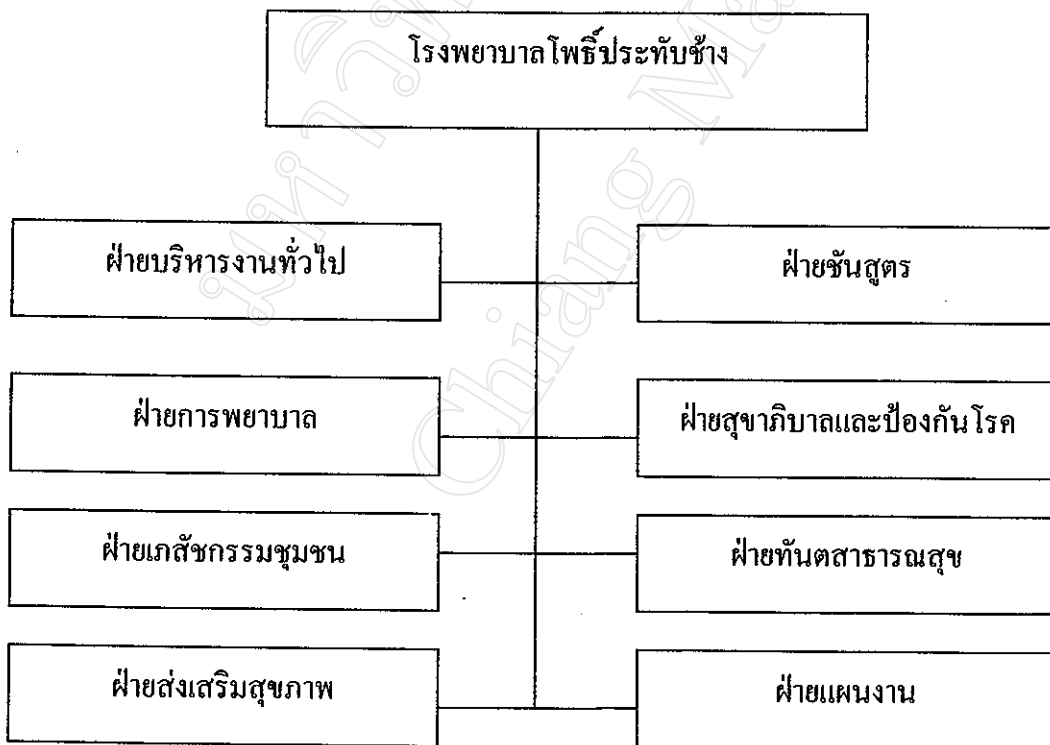 โรงพยาบาลโพธิ์ประทับช้าง
ฝ่ายบริหารงานทั่วไป
ฝ่ายชันสูตร
ฝ่ายการพยาบาล
ฝ่ายสุขาภิบาลและป้องกันโรค
ฝ่ายเภสัชกรรมชุมชน
ฝ่ายทันตสาธารณสุข
ฝ่ายส่งเสริมสุขภาพ
ฝ่ายแผนงาน
Chiang Ma